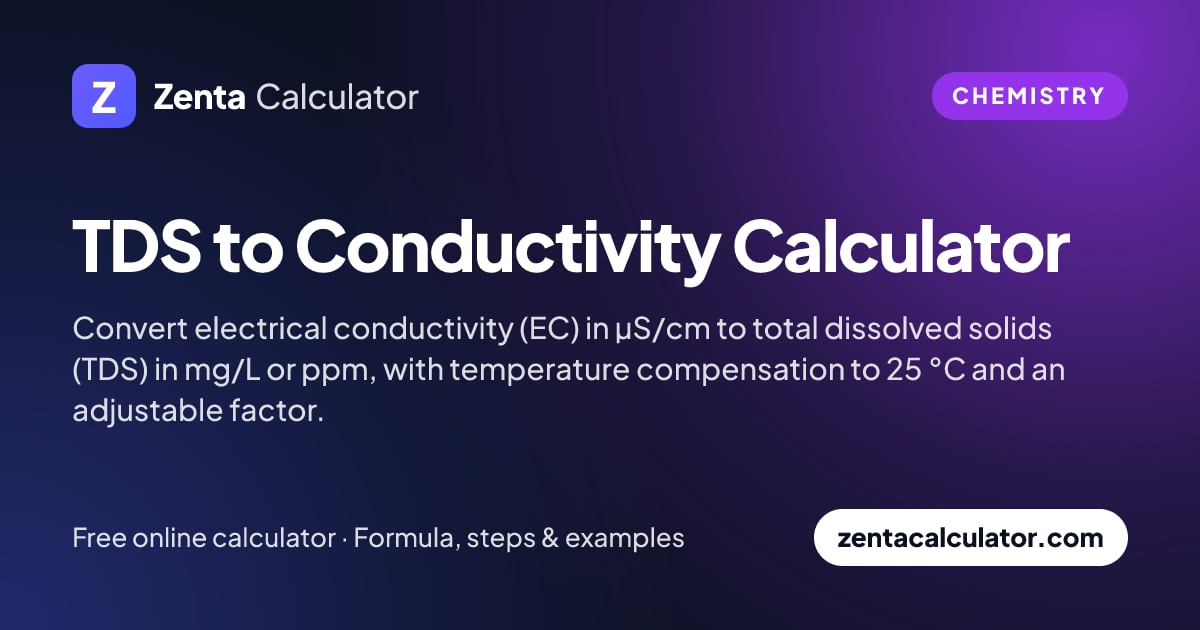 Z
Zenta Calculator
CHEMISTRY
TDS to Conductivity Calculator
Convert electrical conductivity (EC) in µS/cm to total dissolved solids
(TDS) in mg/L or ppm, with temperature compensation to 25 °C and an
adjustable factor.
Free online calculator · Formula, steps & examples
zentacalculator.com